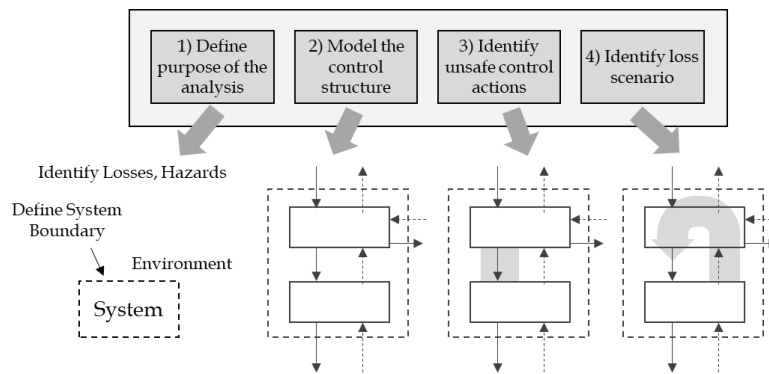 1) Define
purpose of the
analysis
2) Model the
control
structure
3) Identify
unsafe control
actions
4) Identify loss
scenario
Identify Losses, Hazards
Define System
Boundary
Environment
System